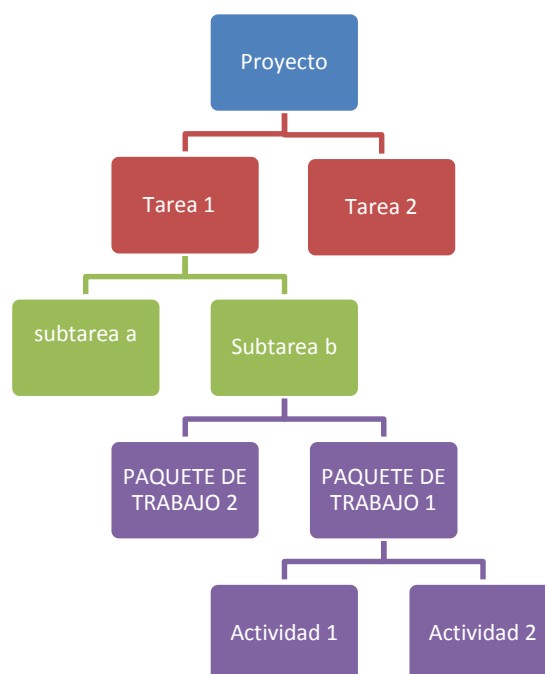 Proyecto
Tarea 1
Tarea 2
subtarea a
Subtarea b
PAQUETE DE
TRABAJO 2
PAQUETE DE
TRABAJO 1
Actividad 1
Actividad 2